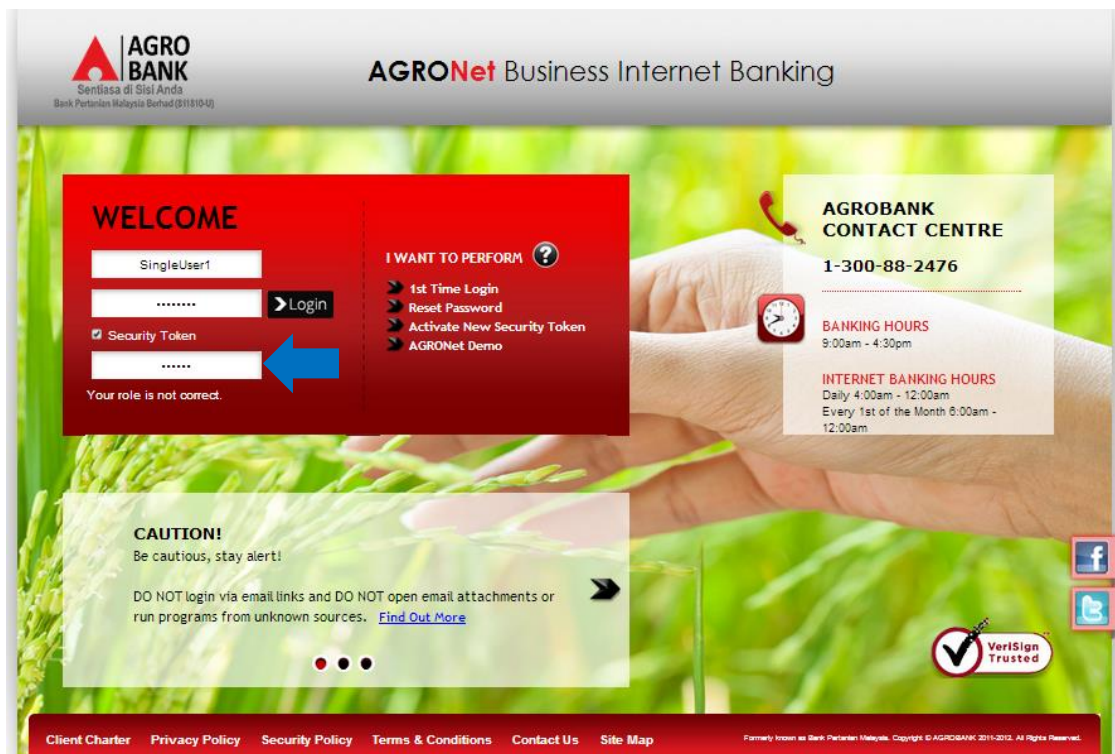 AGRO
BANK
Sentiasa di Sisi Anda
Bank Pertanian Malaysia Berhad (811810-U)
AGRONet Business Internet Banking
WELCOME
SingleUser1
········
Login
Security Token
······
Your role is not correct.
I WANT TO PERFORM ?
1st Time Login
Reset Password
Activate New Security Token
AGRONet Demo
AGROBANK
CONTACT CENTRE
1-300-88-2476
BANKING HOURS
9:00am - 4:30pm
INTERNET BANKING HOURS
Daily 4:00am - 12:00am
Every 1st of the Month 6:00am -
12:00am
CAUTION!
Be cautious, stay alert!
DO NOT login via email links and DO NOT open email attachments or
run programs from unknown sources. Find Out More
VeriSign
Trusted
Client Charter Privacy Policy Security Policy Terms & Conditions Contact Us Site Map
Formerly known as Bank Pertanian Malaysia. Copyright © AGROBANK 2011-2012. All Rights Reserved.